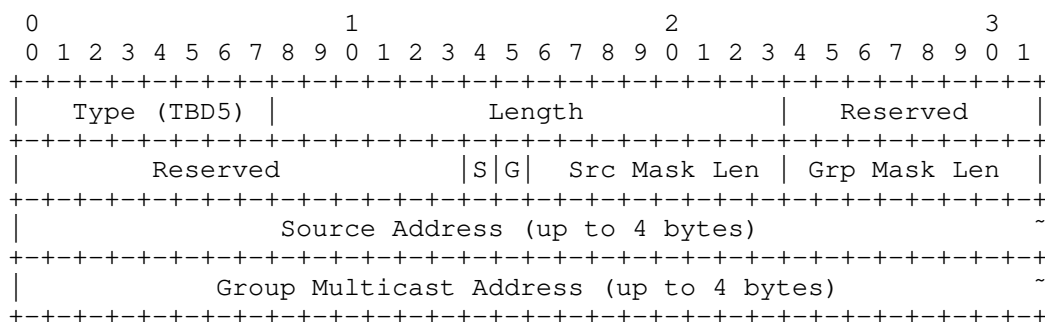 0                   1                   2                   3
 0 1 2 3 4 5 6 7 8 9 0 1 2 3 4 5 6 7 8 9 0 1 2 3 4 5 6 7 8 9 0 1
+-+-+-+-+-+-+-+-+-+-+-+-+-+-+-+-+-+-+-+-+-+-+-+-+-+-+-+-+-+-+-+-+
|  Type (TBD5)  |             Length            |   Reserved    |
+-+-+-+-+-+-+-+-+-+-+-+-+-+-+-+-+-+-+-+-+-+-+-+-+-+-+-+-+-+-+-+-+
|         Reserved          |S|G|  Src Mask Len | Grp Mask Len  |
+-+-+-+-+-+-+-+-+-+-+-+-+-+-+-+-+-+-+-+-+-+-+-+-+-+-+-+-+-+-+-+-+
|                Source Address (up to 4 bytes)                 ~
+-+-+-+-+-+-+-+-+-+-+-+-+-+-+-+-+-+-+-+-+-+-+-+-+-+-+-+-+-+-+-+-+
|            Group Multicast Address (up to 4 bytes)            ~
+-+-+-+-+-+-+-+-+-+-+-+-+-+-+-+-+-+-+-+-+-+-+-+-+-+-+-+-+-+-+-+-+